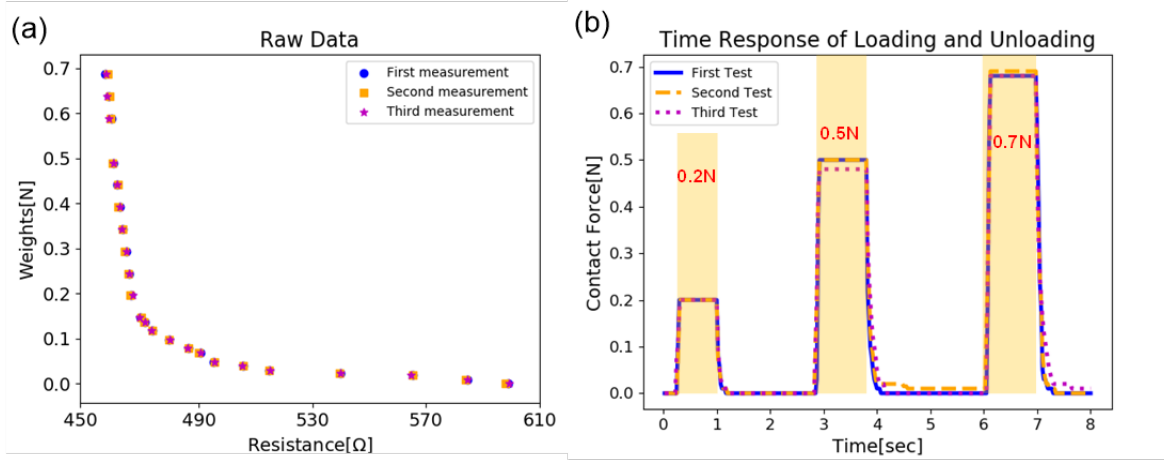 (a)
Raw Data
0.7
0.6
0.5
0.4
0.3
0.2
0.1
0.0
Weights[N]
First measurement
Second measurement
Third measurement
450
490
530
570
610
Resistance[Ω]
(b)
Time Response of Loading and Unloading
0.7
0.6
0.5
0.4
0.3
0.2
0.1
0.0
Contact Force[N]
First Test
Second Test
Third Test
0.2N
0.5N
0.7N
0
1
2
3
4
5
6
7
8
Time[sec]